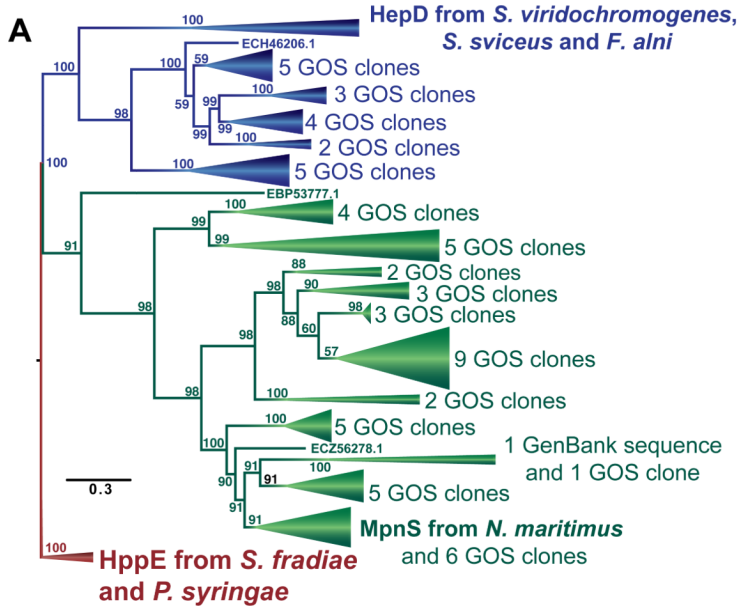 A
HepD from S. viridochromogenes,
S. sviceus and F. alni
100
ECH46206.1
100
100
59
5 GOS clones
59
100
3 GOS clones
99
98
99
4 GOS clones
99
100
2 GOS clones
100
100
5 GOS clones
EBP53777.1
100
4 GOS clones
99
91
99
5 GOS clones
88
2 GOS clones
98
90
3 GOS clones
98
98
3 GOS clones
88
60
98
57
9 GOS clones
98
100
2 GOS clones
100
5 GOS clones
100
ECZ56278.1
1 GenBank sequence
and 1 GOS clone
91
100
90
91
5 GOS clones
0.3
91
91
MpnS from N. maritimus
and 6 GOS clones
100
HppE from S. fradiae
and P. syringae